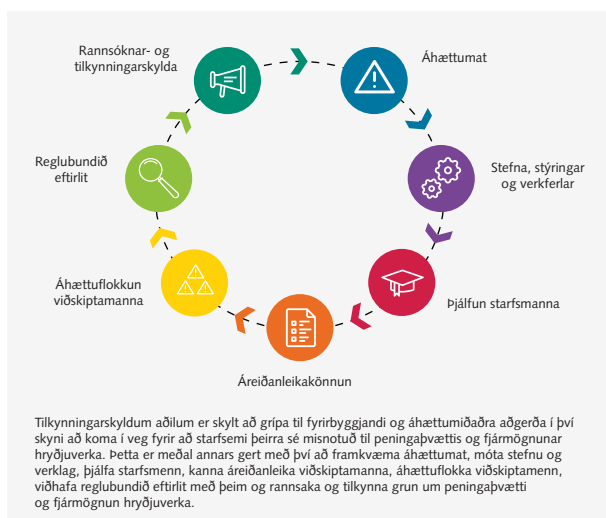 Rannsóknar- og
tilkynningarskylda
Áhættumat
Reglubundið
eftirlit
Stefna, stýringar
og verkferlar
Áhættuflokkun
viðskiptamanna
Þjálfun starfsmanna
Áreiðanleikakönnun
Tilkynningarskyldum aðilum er skylt að grípa til fyrirbyggjandi og áhættumiðaðra aðgerða í því
skyni að koma í veg fyrir að starfsemi þeirra sé misnotuð til peningaþvættis og fjármögnunar
hryðjuverka. Þetta er meðal annars gert með því að framkvæma áhættumat, móta stefnu og
verklag, þjálfa starfsmenn, kanna áreiðanleika viðskiptamanna, áhættuflokka viðskiptamenn,
viðhafa reglubundið eftirlit með þeim og rannsaka og tilkynna grun um peningaþvætti
og fjármögnun hryðjuverka.